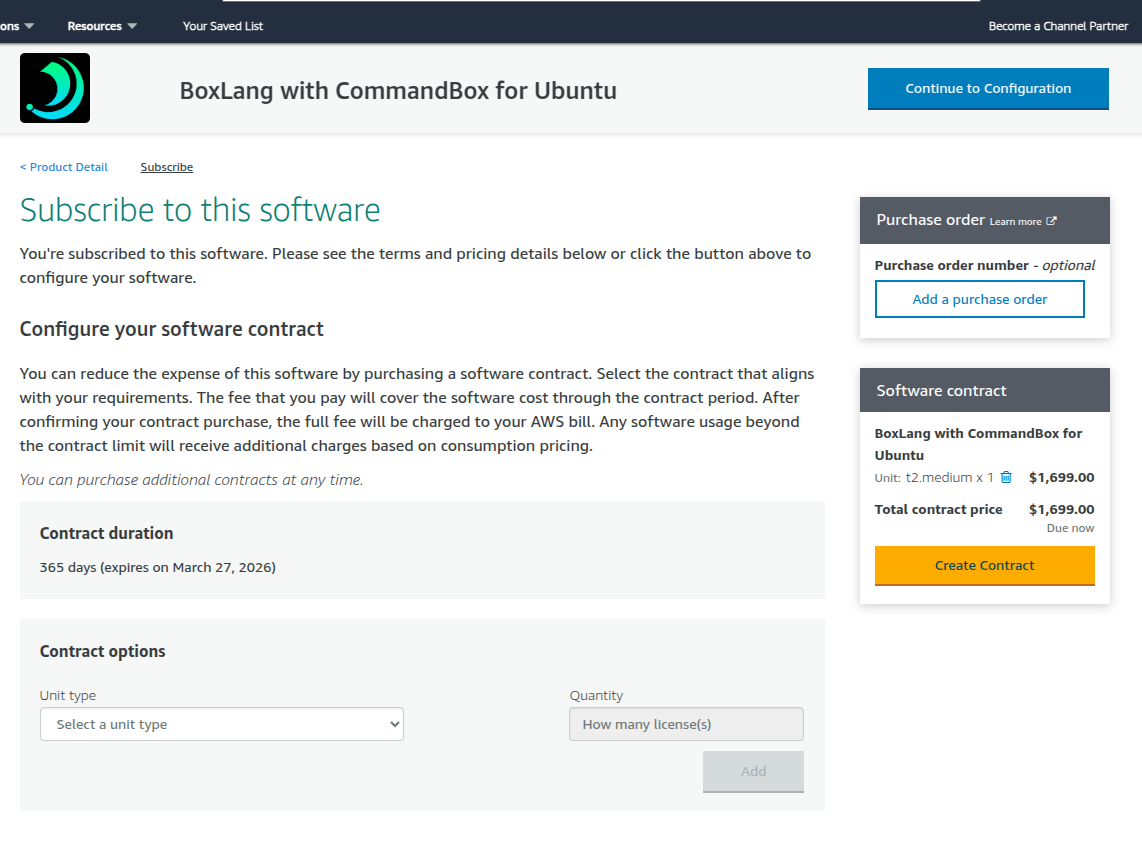 ons Resources Your Saved List Become a Channel Partner
BoxLang with CommandBox for Ubuntu
Continue to Configuration
< Product Detail Subscribe
Subscribe to this software
You're subscribed to this software. Please see the terms and pricing details below or click the button above to
configure your software.
Configure your software contract
You can reduce the expense of this software by purchasing a software contract. Select the contract that aligns
with your requirements. The fee that you pay will cover the software cost through the contract period. After
confirming your contract purchase, the full fee will be charged to your AWS bill. Any software usage beyond
the contract limit will receive additional charges based on consumption pricing.
You can purchase additional contracts at any time.
Contract duration
365 days (expires on March 27, 2026)
Contract options
Unit type
Select a unit type
Quantity
How many license(s)
Add
Purchase order Learn more
Purchase order number - optional
Add a purchase order
Software contract
BoxLang with CommandBox for
Ubuntu
Unit: t2.medium x 1 $1,699.00
Total contract price $1,699.00
Due now
Create Contract